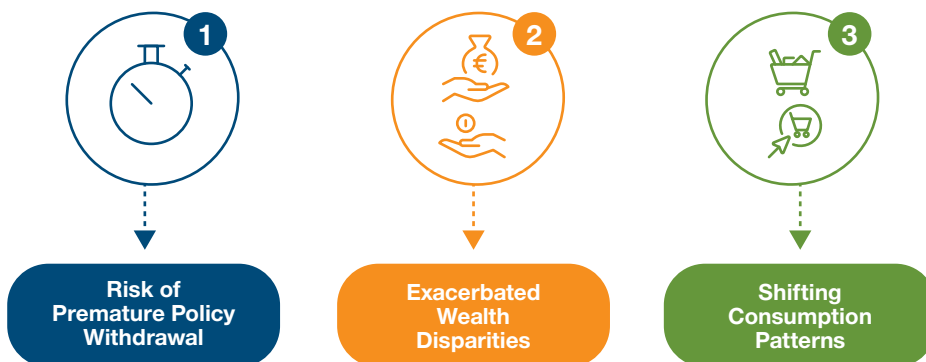 1
2
3
€
Risk of
Premature Policy
Withdrawal
Exacerbated
Wealth
Disparities
Shifting
Consumption
Patterns